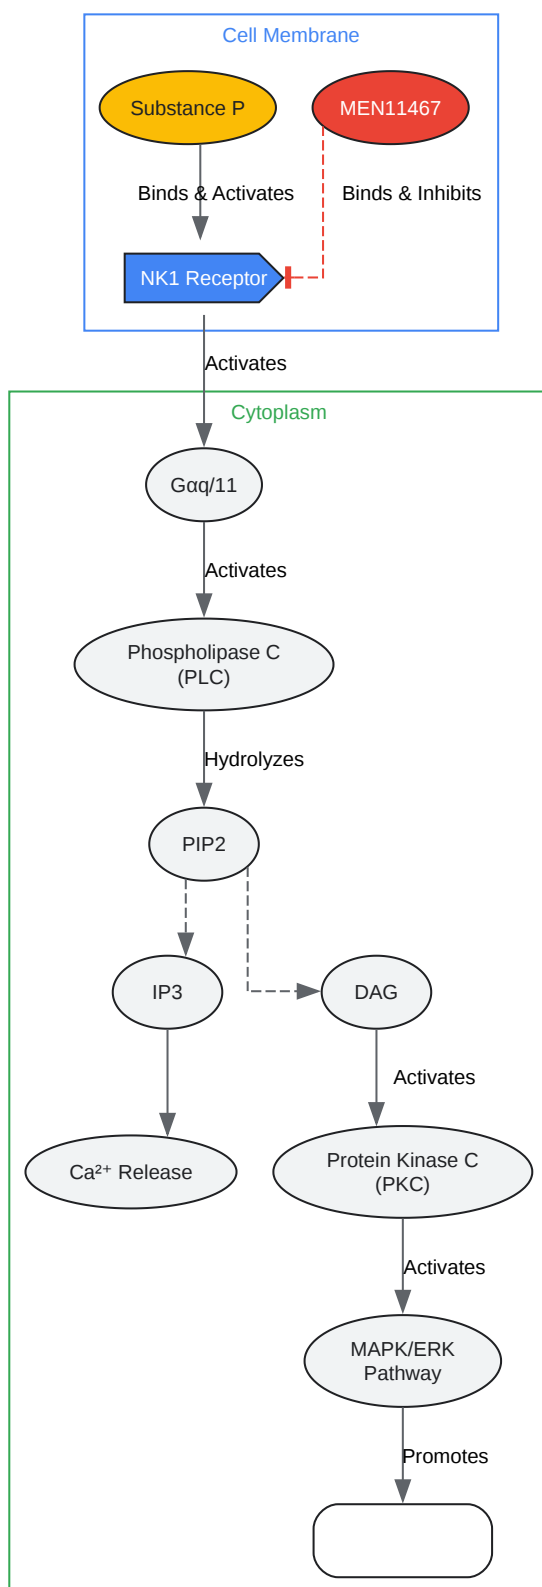 Cell Membrane
Substance P
MEN11467
Binds & Activates
Binds & Inhibits
NK1 Receptor
Activates
Cytoplasm
Gαq/11
Activates
Phospholipase C
(PLC)
Hydrolyzes
PIP2
IP3
DAG
Activates
Ca²⁺ Release
Protein Kinase C
(PKC)
Activates
MAPK/ERK
Pathway
Promotes